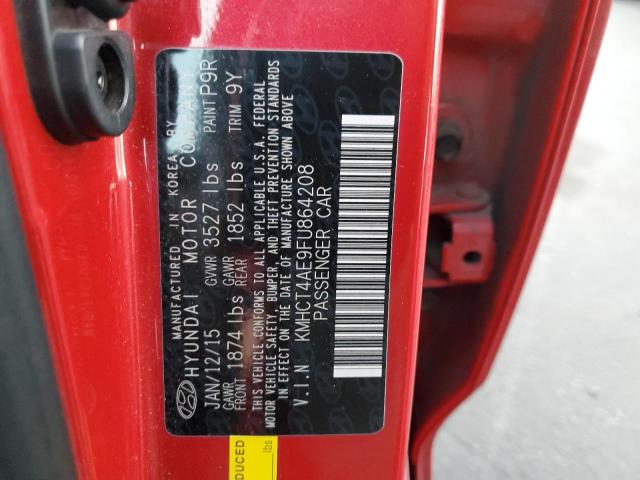 MANUFACTURED IN KOREA BY
HYUNDAI MOTOR COMPANY
JAN/12/15 GVWR 3527 lbs PAINT P9R
GAWR FRONT 1874 lbs GAWR REAR 1852 lbs TRIM 9Y
THIS VEHICLE CONFORMS TO ALL APPLICABLE U.S.A. FEDERAL
MOTOR VEHICLE SAFETY, BUMPER, AND THEFT PREVENTION STANDARDS
IN EFFECT ON THE DATE OF MANUFACTURE SHOWN ABOVE
V.I.N KMHCT4AE9FU864208
PASSENGER CAR
DUCED
lbs